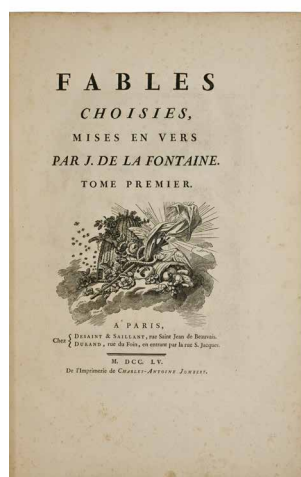 FABLES
CHOISIES,
MISES EN VERS
PAR J. DE LA FONTAINE.
TOME PREMIER.
A PARIS,
Chez { DESAINT & SAILLANT, rue Saint Jean de Beauvais.
DURAND, rue du Foin, en entrant par la rue S. Jacques.
M. DCC. LV.
De l'Imprimerie de CHARLES-ANTOINE JOMBERT.